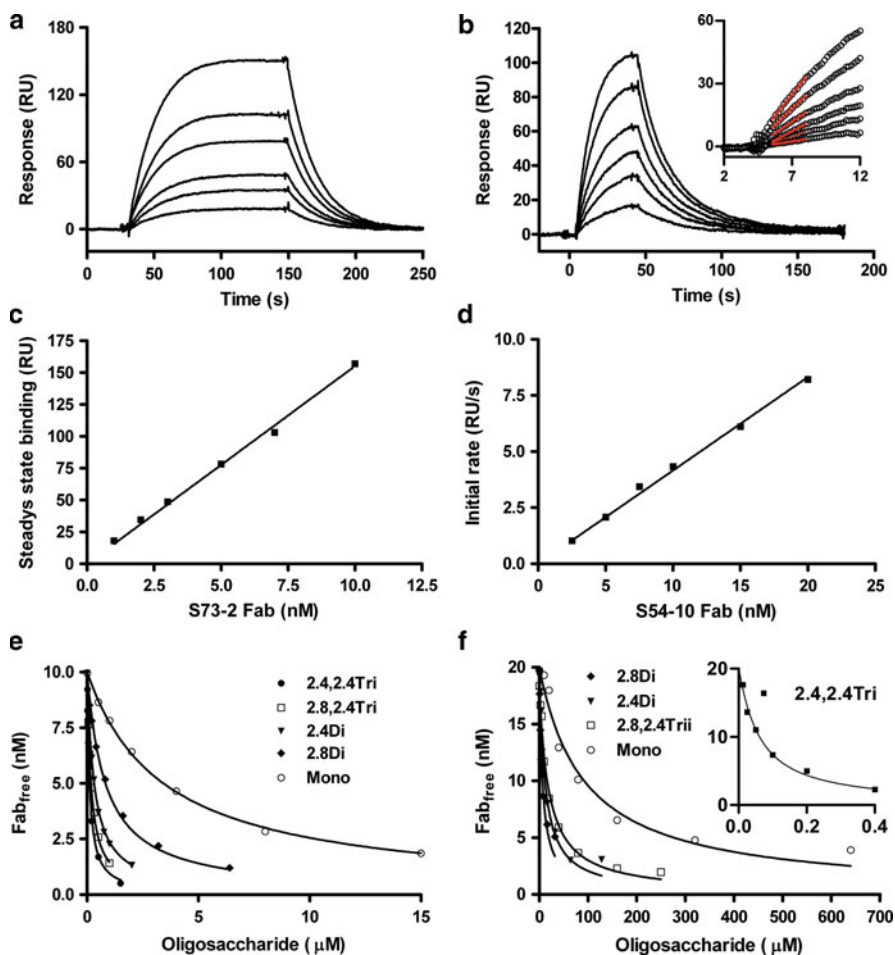 a
Response (RU)
180
120
60
0
0 50 100 150 200 250
Time (s)
b
Response (RU)
120
100
80
60
40
20
0
0 50 100 150 200
Time (s)
60
30
0
2 7 12
c
Steadys state binding (RU)
175
150
125
100
75
50
25
0
0.0 2.5 5.0 7.5 10.0 12.5
S73-2 Fab (nM)
d
Initial rate (RU/s)
10.0
7.5
5.0
2.5
0.0
0 5 10 15 20 25
S54-10 Fab (nM)
e
Fabfree (nM)
10.0
7.5
5.0
2.5
0.0
2.4,2.4Tri
2.8,2.4Tri
2.4Di
2.8Di
Mono
0 5 10 15
Oligosaccharide ( μM)
f
Fabfree (nM)
20
15
10
5
0
2.8Di
2.4Di
2.8,2.4Trii
Mono
20
10
0
2.4,2.4Tri
0.0 0.2 0.4
0 100 200 300 400 500 600 700
Oligosaccharide ( μM)